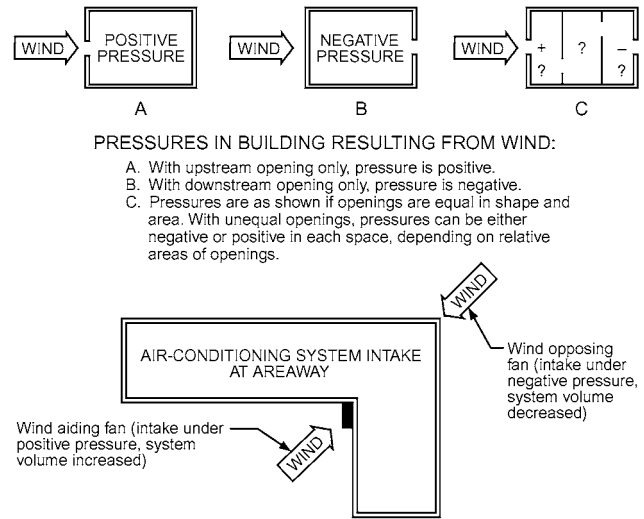 WIND
POSITIVE
PRESSURE
A
WIND
NEGATIVE
PRESSURE
B
WIND
+ ? –
? ?
C
PRESSURES IN BUILDING RESULTING FROM WIND:
A. With upstream opening only, pressure is positive.
B. With downstream opening only, pressure is negative.
C. Pressures are as shown if openings are equal in shape and
area. With unequal openings, pressures can be either
negative or positive in each space, depending on relative
areas of openings.
WIND
AIR-CONDITIONING SYSTEM INTAKE
AT AREAWAY
Wind opposing
fan (intake under
negative pressure,
system volume
decreased)
Wind aiding fan (intake under
positive pressure, system
volume increased)
WIND